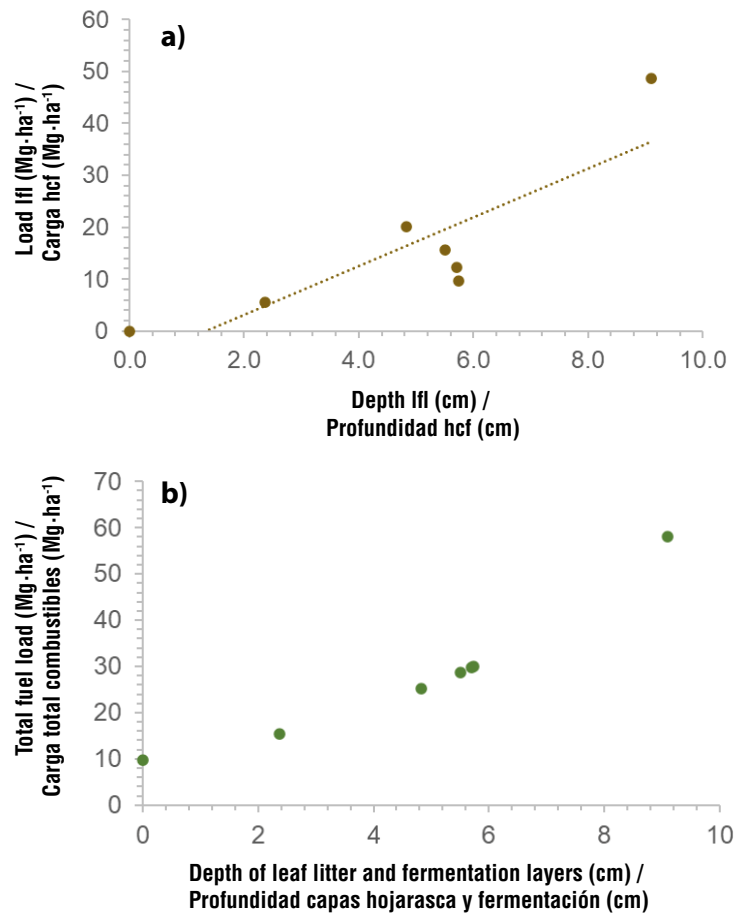 a)
60
50
40
30
20
10
0
Load lfl (Mg·ha-1) /
Carga hcf (Mg·ha-1)
0.0 2.0 4.0 6.0 8.0 10.0
Depth lfl (cm) /
Profundidad hcf (cm)
b)
70
60
50
40
30
20
10
0
Total fuel load (Mg·ha-1) /
Carga total combustibles (Mg·ha-1)
0 2 4 6 8 10
Depth of leaf litter and fermentation layers (cm) /
Profundidad capas hojarasca y fermentación (cm)